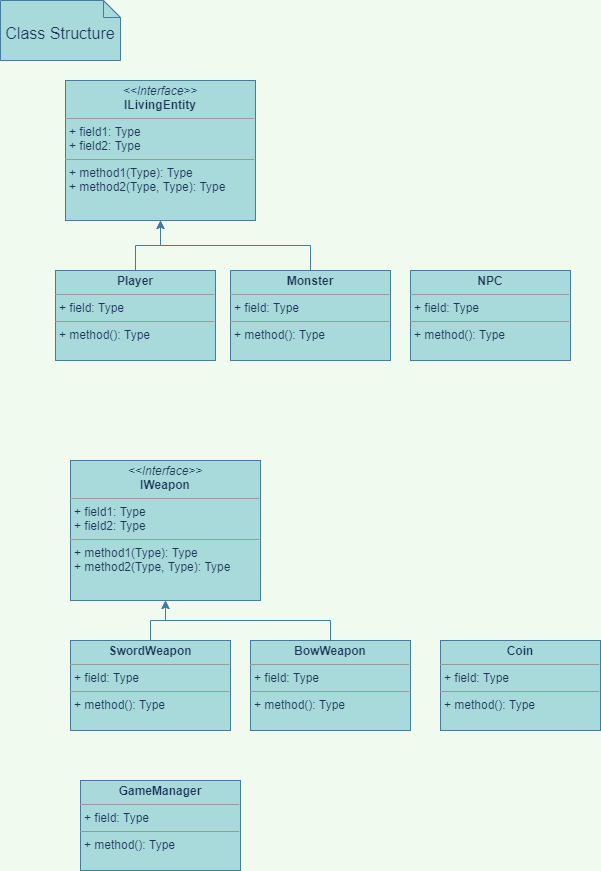 Class Structure
<<Interface>>
ILivingEntity
+ field1: Type
+ field2: Type
+ method1(Type): Type
+ method2(Type, Type): Type
Player
+ field: Type
+ method(): Type
Monster
+ field: Type
+ method(): Type
NPC
+ field: Type
+ method(): Type
<<Interface>>
IWeapon
+ field1: Type
+ field2: Type
+ method1(Type): Type
+ method2(Type, Type): Type
SwordWeapon
+ field: Type
+ method(): Type
BowWeapon
+ field: Type
+ method(): Type
Coin
+ field: Type
+ method(): Type
GameManager
+ field: Type
+ method(): Type